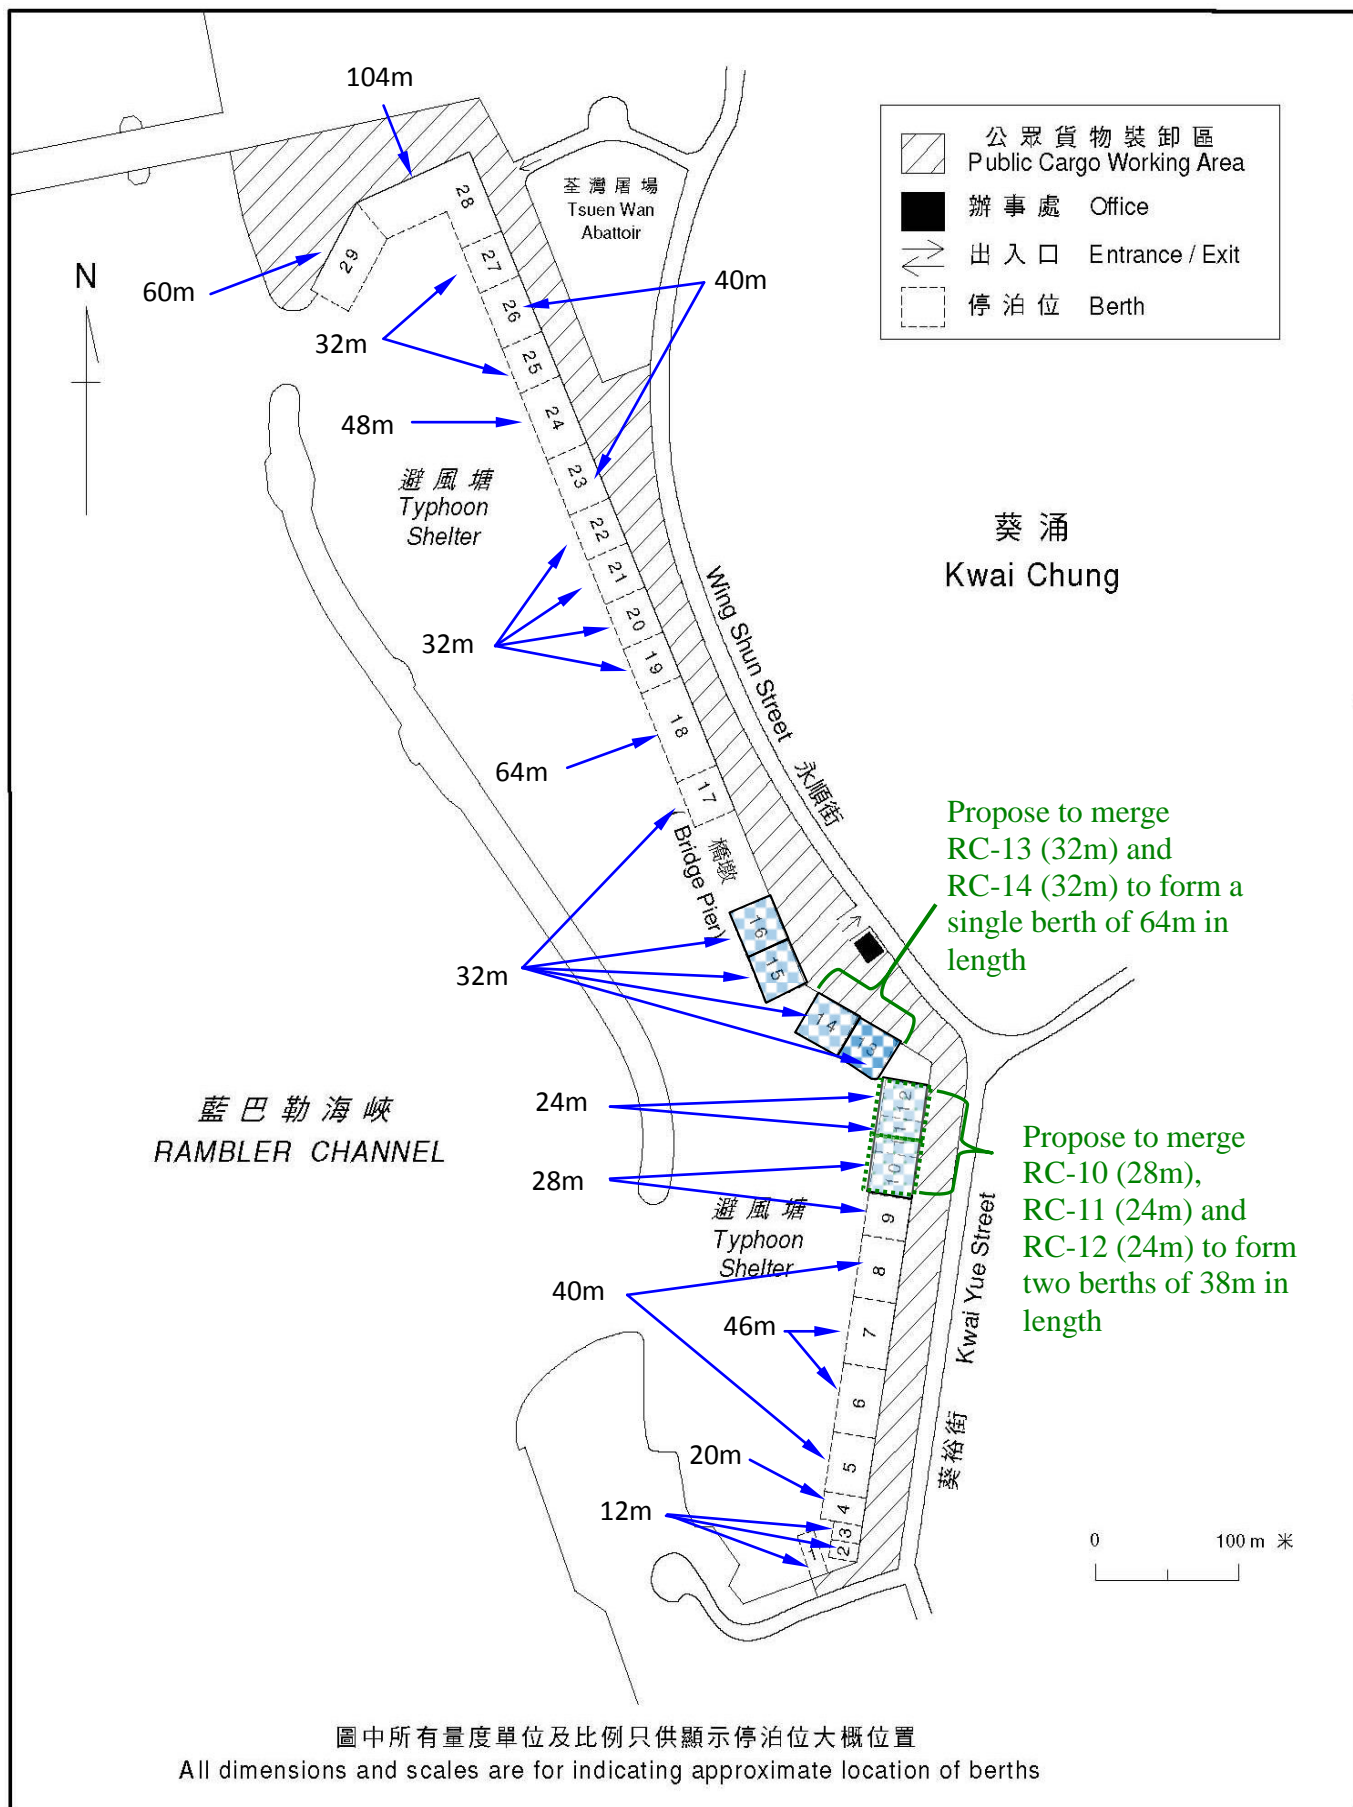 104m
公眾貨物裝卸區
Public Cargo Working Area
辦事處 Office
出入口 Entrance / Exit
停泊位 Berth
荃灣屠場
Tsuen Wan
Abattoir
N
60m
32m
40m
48m
避風塘
Typhoon
Shelter
葵涌
Kwai Chung
32m
64m
Wing Shun Street 永順街
橋墩
( Bridge Pier )
32m
29
28
27
26
25
24
23
22
21
20
19
18
17
16
15
14
13
12
11
10
9
8
7
6
5
4
3
2
1
Propose to merge
RC-13 (32m) and
RC-14 (32m) to form a
single berth of 64m in
length
藍巴勒海峽
RAMBLER CHANNEL
24m
28m
避風塘
Typhoon
Shelter
Propose to merge
RC-10 (28m),
RC-11 (24m) and
RC-12 (24m) to form
two berths of 38m in
length
40m
46m
20m
12m
葵裕街 Kwai Yue Street
0 100 m 米
圖中所有量度單位及比例只供顯示停泊位大概位置
All dimensions and scales are for indicating approximate location of berths